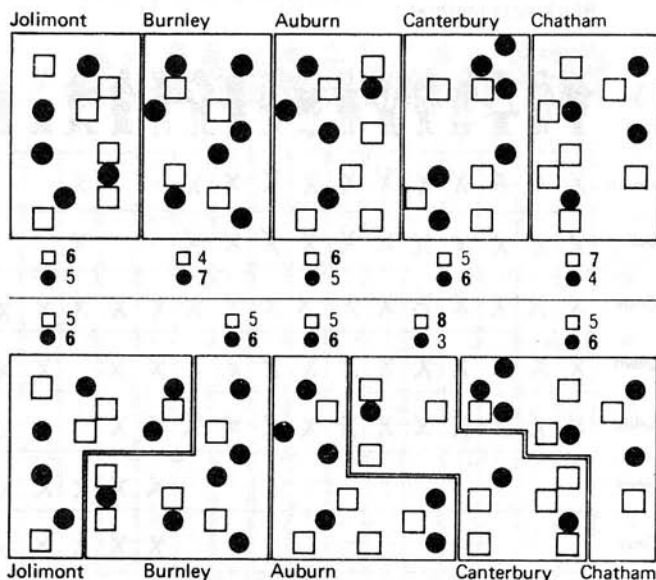 Jolimont Burnley Auburn Canterbury Chatham
□ 6 □ 4 □ 6 □ 5 □ 7
● 5 ● 7 ● 5 ● 6 ● 4
□ 5 □ 5 □ 5 □ 8 □ 5
● 6 ● 6 ● 6 ● 3 ● 6
Jolimont Burnley Auburn Canterbury Chatham